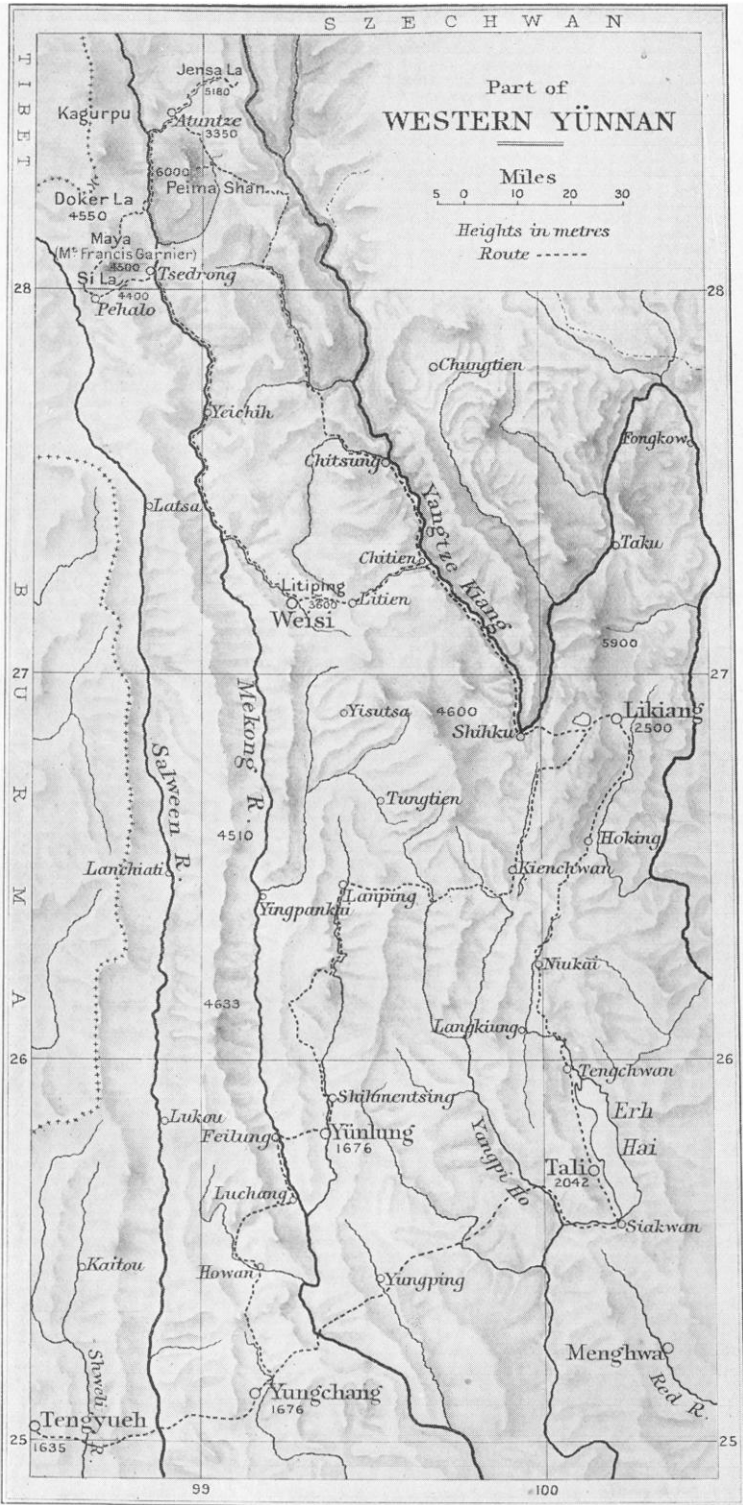 SZECHWAN
TIBET
BURMA
Part of
WESTERN YÜNNAN
Miles
5 0 10 20 30
Heights in metres
Route
Jensa La
5180
Kagurpu
Atuntze
3350
6000
Peima Shan
Doker La
4550
Maya
(Mt. Francis Garnier)
4500
Tsedrong
Si La
4400
28
28
Pehalo
Chungtien
Yeichih
Fongkow
Chitsung
Latsa
Yangtze Kiang
Taku
Chitien
Litiping
3600
Litien
Weisi
5900
27
27
Mekong R.
Yisutsa
4600
Likiang
(2500
Shihku
Salween R.
Tungtien
4510
Hoking
Lanchiati
Kienchwan
Yingpankai
Lanping
Niukai
4633
Langkiung
26
26
Tengchwan
Shihmentsing
Erh
Hai
Lukou
Feilung
Yünlung
1676
Yangpi Ho
Tali
2042
Luchang
Siakwan
Kaitou
Howan
Yungping
Menghwa
Shweli R.
Red R.
Yungchang
1676
Tengyueh
1635
25
25
99
100